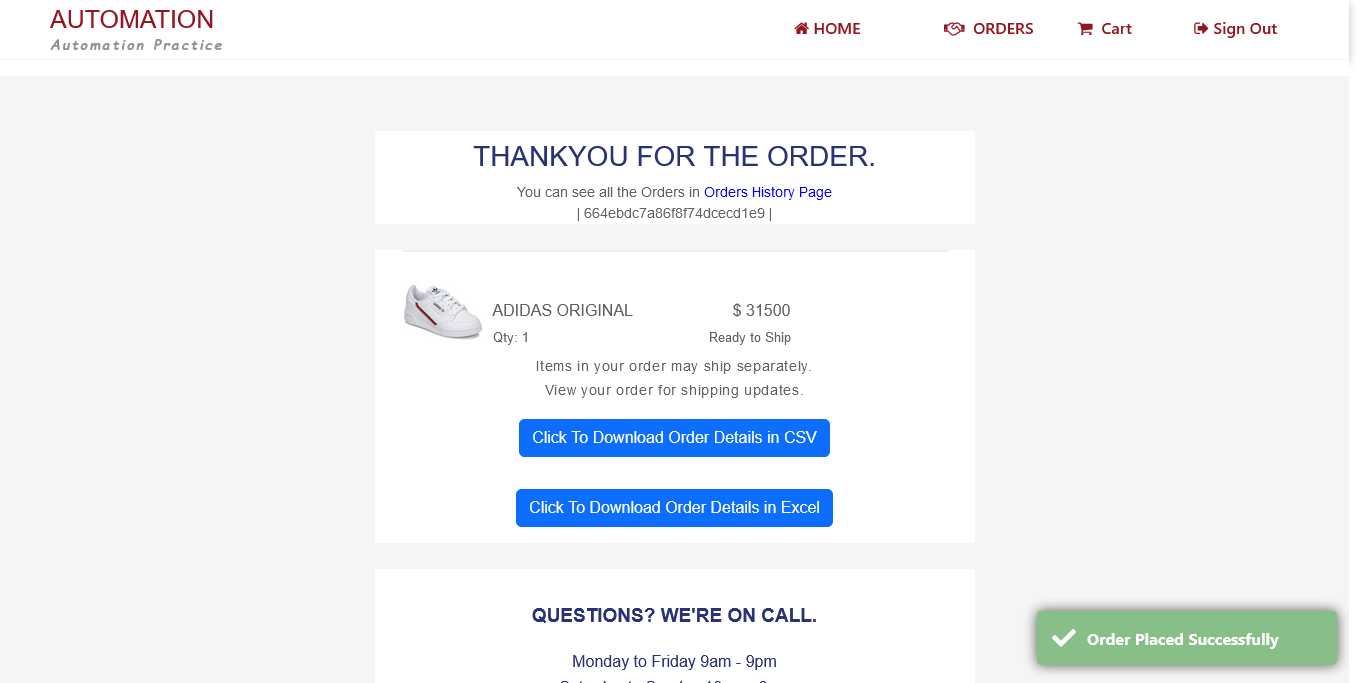 AUTOMATION
Automation Practice
HOME
ORDERS
Cart
Sign Out
THANKYOU FOR THE ORDER.
You can see all the Orders in Orders History Page
| 664ebdc7a86f8f74dcecd1e9 |
ADIDAS ORIGINAL
$ 31500
Qty: 1
Ready to Ship
Items in your order may ship separately.
View your order for shipping updates.
Click To Download Order Details in CSV
Click To Download Order Details in Excel
QUESTIONS? WE'RE ON CALL.
Monday to Friday 9am - 9pm
Order Placed Successfully